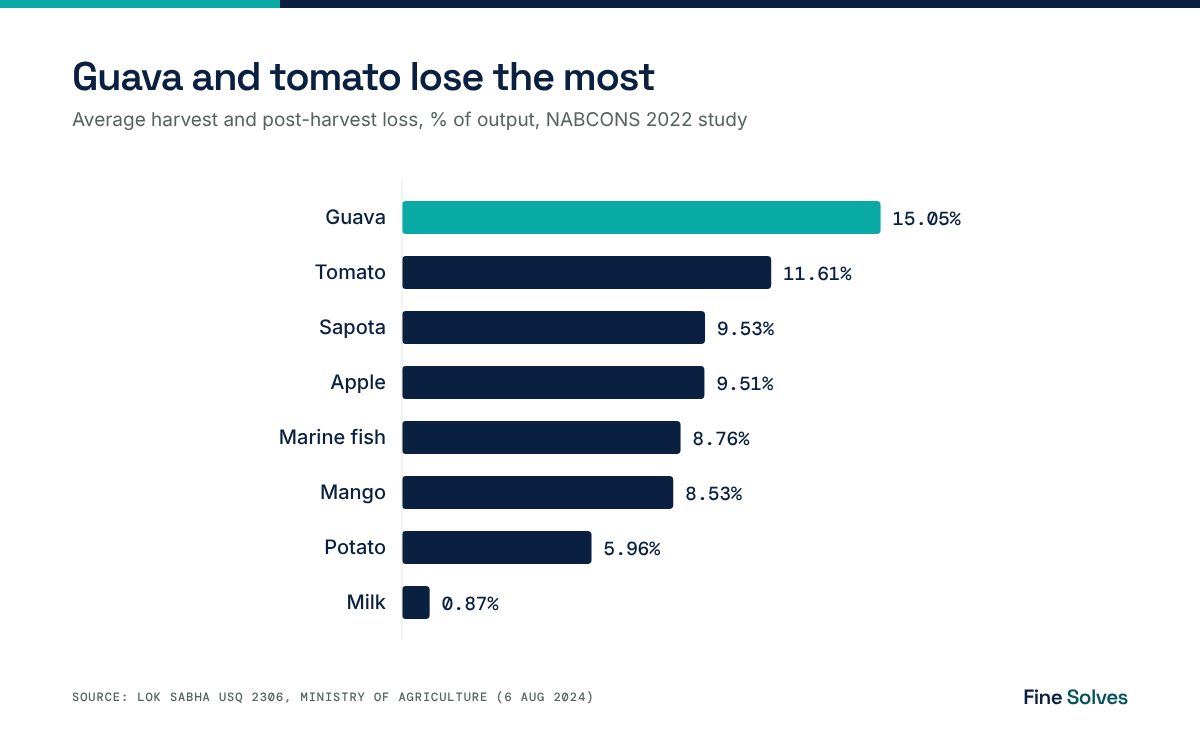 Guava and tomato lose the most
Average harvest and post-harvest loss, % of output, NABCONS 2022 study
Guava 15.05%
Tomato 11.61%
Sapota 9.53%
Apple 9.51%
Marine fish 8.76%
Mango 8.53%
Potato 5.96%
Milk 0.87%
SOURCE: LOK SABHA USQ 2306, MINISTRY OF AGRICULTURE (6 AUG 2024)
Fine Solves